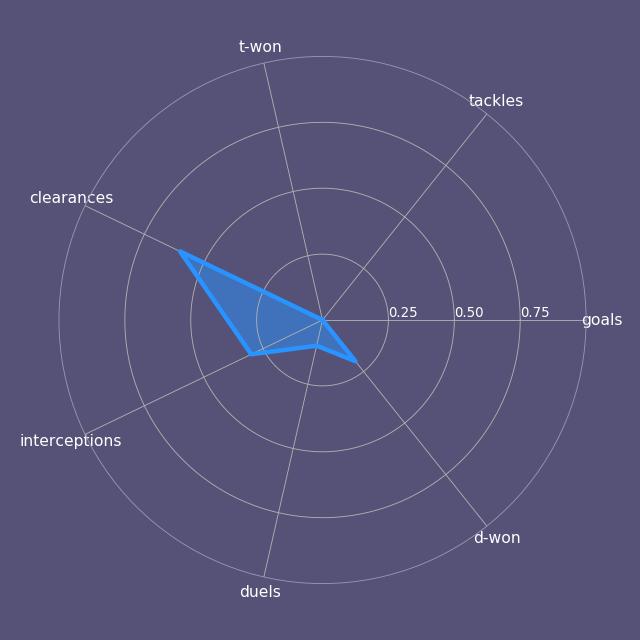 t-won
tackles
clearances
0.25 0.50 0.75
goals
interceptions
d-won
duels